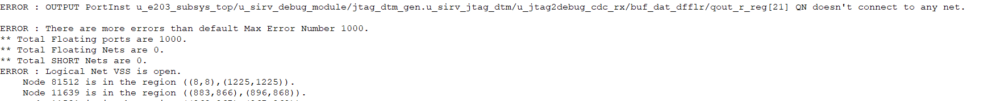 ERROR : OUTPUT PortInst u_e203_subsys_top/u_sirv_debug_module/jtag_dtm_gen.u_sirv_jtag_dtm/u_jtag2debug_cdc_rx/buf_dat_dfflr/qout_r_reg[21] QN doesn't connect to any net.
ERROR : There are more errors than default Max Error Number 1000.
** Total Floating ports are 1000.
** Total Floating Nets are 0.
** Total SHORT Nets are 0.
ERROR : Logical Net VSS is open.
Node 81512 is in the region ((8,8),(1225,1225)).
Node 11639 is in the region ((883,866),(896,868)).